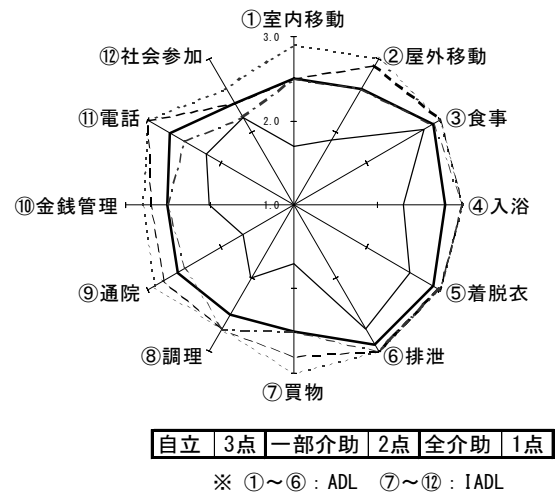 ①室内移動
②屋外移動
③食事
④入浴
⑤着脱衣
⑥排泄
⑦買物
⑧調理
⑨通院
⑩金銭管理
⑪電話
⑫社会参加
3.0
2.0
1.0
自立 3点 一部介助 2点 全介助 1点
※ ①～⑥：ADL ⑦～⑫：IADL